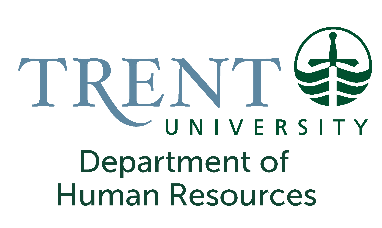 TRENT
UNIVERSITY
Department of
Human Resources